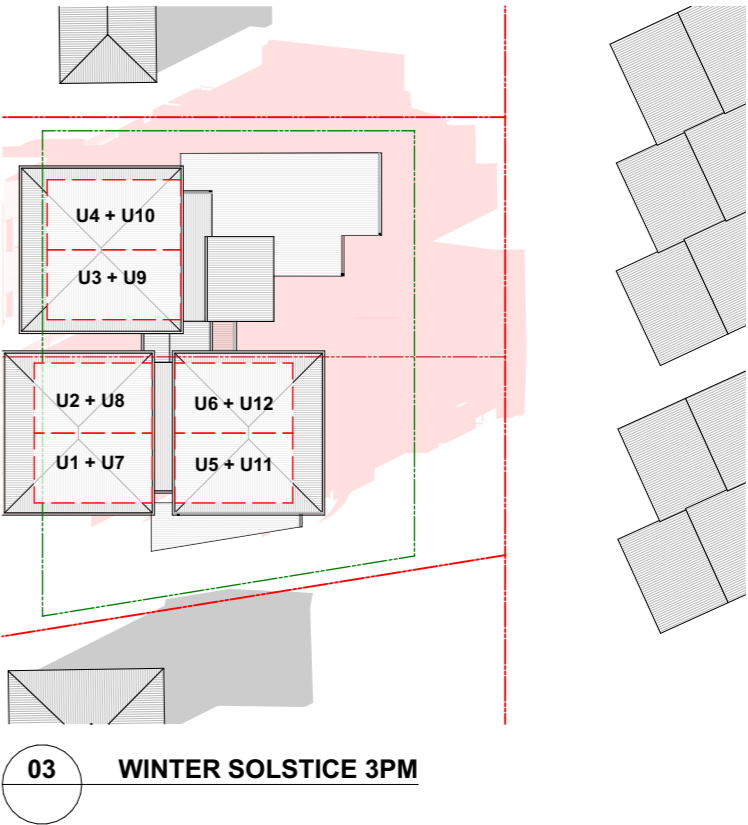 U4 + U10
U3 + U9
U2 + U8
U6 + U12
U1 + U7
U5 + U11
03 WINTER SOLSTICE 3PM